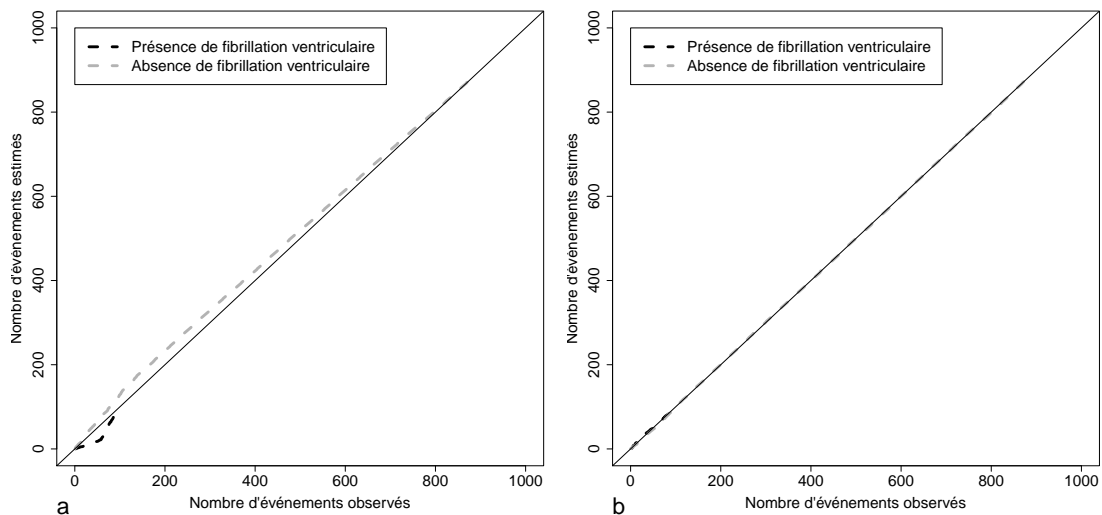 Présence de fibrillation ventriculaire
Absence de fibrillation ventriculaire
Nombre d'événements estimés
0
200
400
600
800
1000
0
200
400
600
800
1000
Nombre d'événements observés
a
Présence de fibrillation ventriculaire
Absence de fibrillation ventriculaire
Nombre d'événements estimés
0
200
400
600
800
1000
0
200
400
600
800
1000
Nombre d'événements observés
b